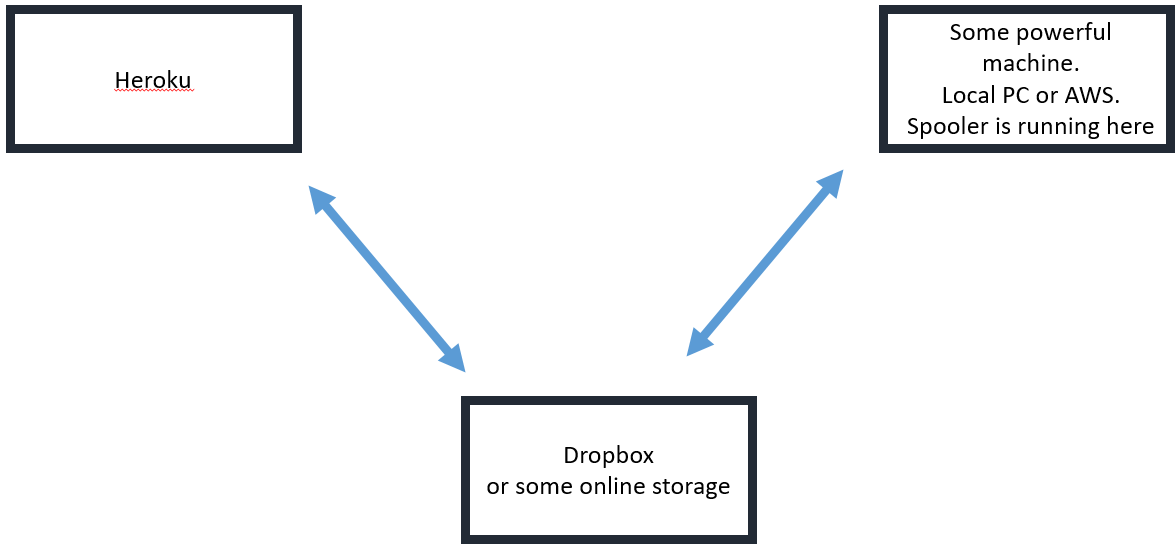 Heroku
Some powerful
machine.
Local PC or AWS.
Spooler is running here
Dropbox
or some online storage